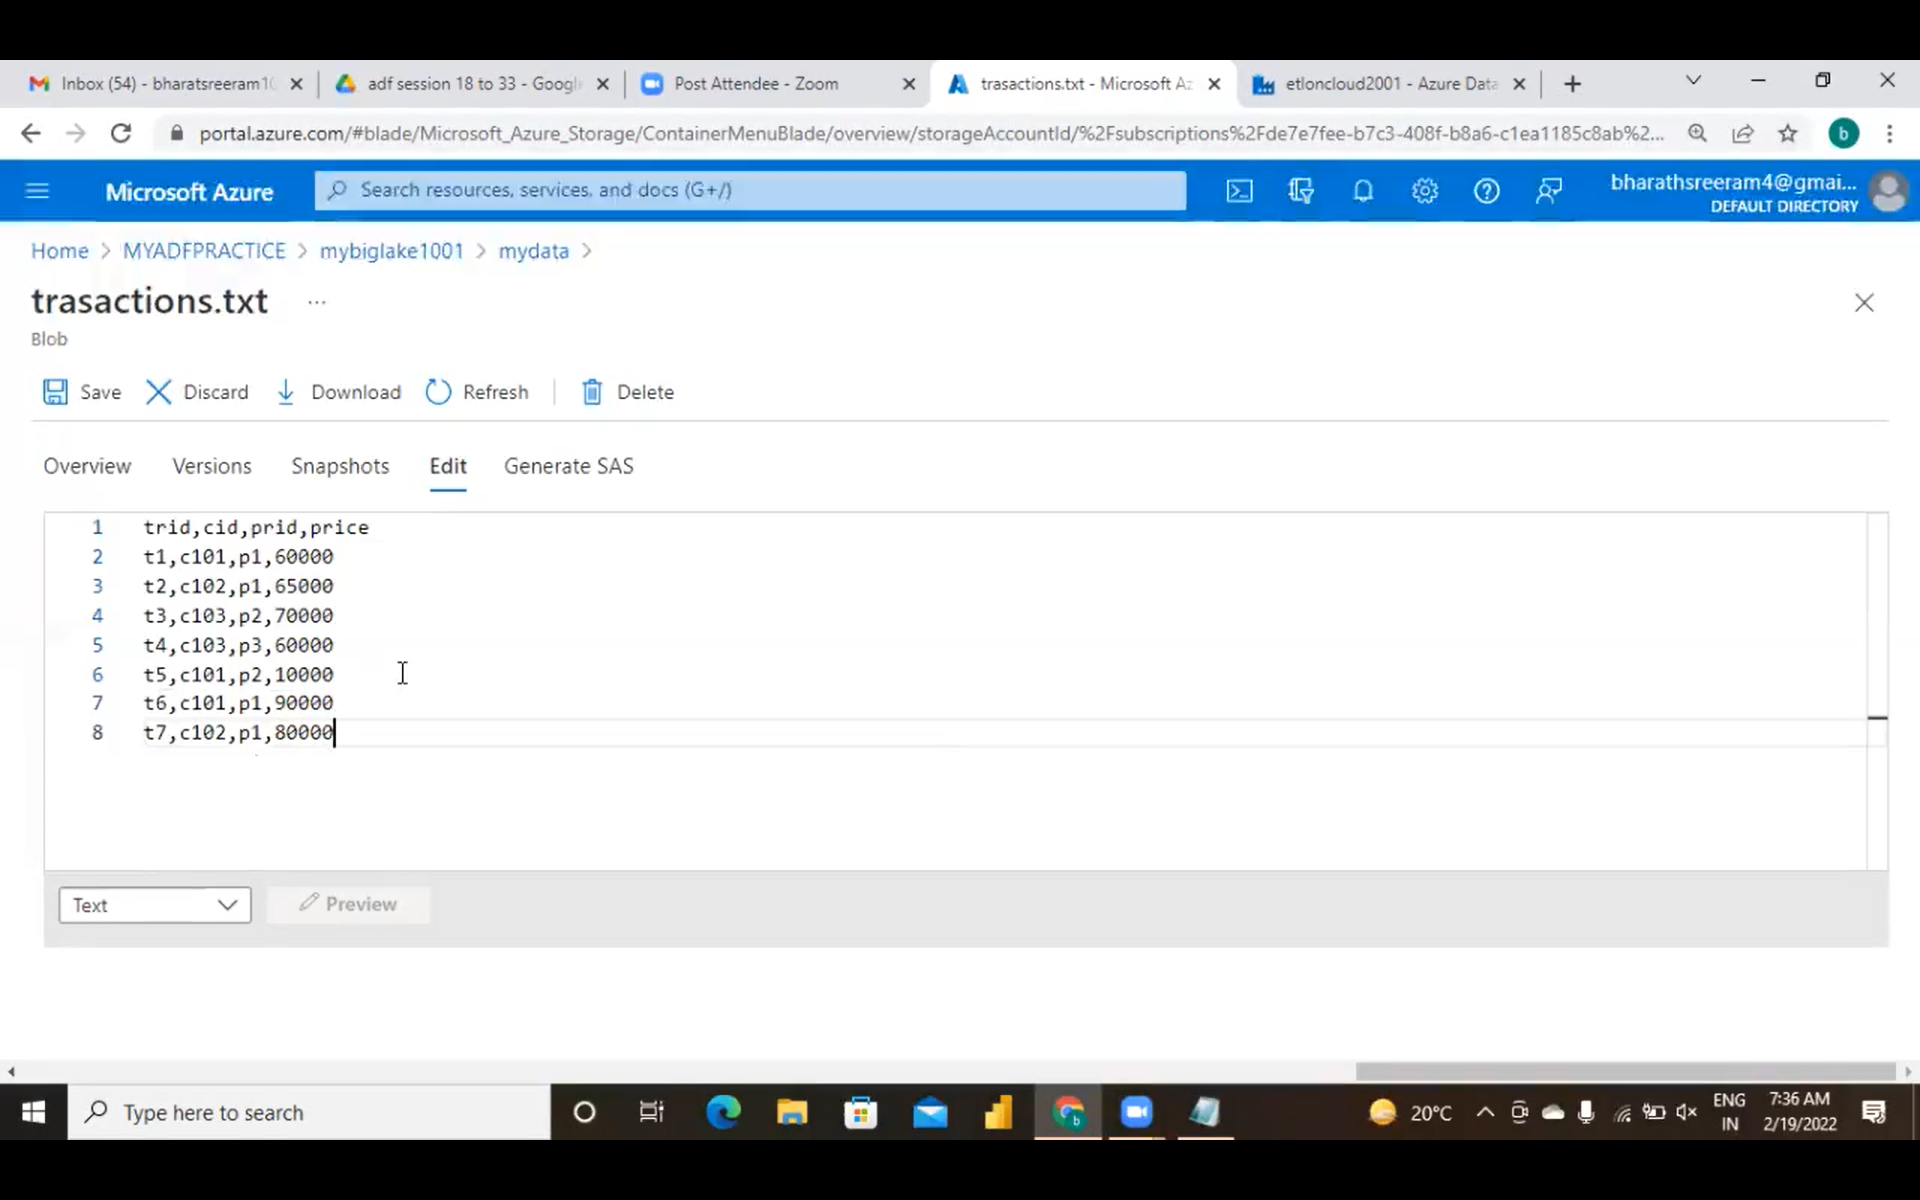 Inbox (54) - bharatsreeram10
adf session 18 to 33 - Googl
Post Attendee - Zoom
trasactions.txt - Microsoft Az
etloncloud2001 - Azure Data
portal.azure.com/#blade/Microsoft_Azure_Storage/ContainerMenuBlade/overview/storageAccountId/%2Fsubscriptions%2Fde7e7fee-b7c3-408f-b8a6-c1ea1185c8ab%2...
b
Microsoft Azure
Search resources, services, and docs (G+/)
bharathsreeram4@gmai...
DEFAULT DIRECTORY
Home > MYADFPRACTICE > mybiglake1001 > mydata >
trasactions.txt ...
Blob
Save Discard Download Refresh Delete
Overview Versions Snapshots Edit Generate SAS
1 trid,cid,prid,price
2 t1,c101,p1,60000
3 t2,c102,p1,65000
4 t3,c103,p2,70000
5 t4,c103,p3,60000
6 t5,c101,p2,10000
7 t6,c101,p1,90000
8 t7,c102,p1,80000
Text Preview
Type here to search
20°C
ENG
IN
7:36 AM
2/19/2022